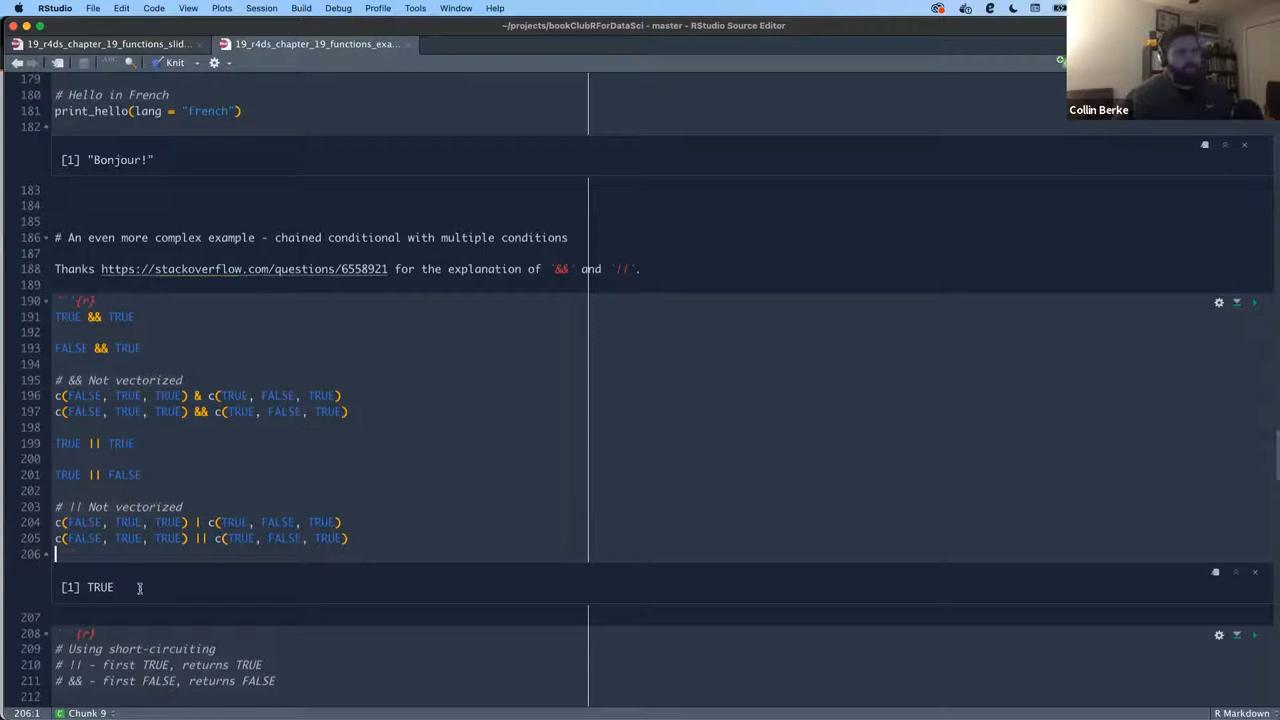 RStudio File Edit Code View Plots Session Build Debug Profile Tools Window Help
~/projects/bookClubRForDataSci - master - RStudio Source Editor
19_r4ds_chapter_19_functions_slid... 19_r4ds_chapter_19_functions_exa...
ABC Knit
Collin Berke
179
180 # Hello in French
181 print_hello(lang = "french")
182
[1] "Bonjour!"
183
184
185
186 # An even more complex example - chained conditional with multiple conditions
187
188 Thanks https://stackoverflow.com/questions/6558921 for the explanation of `&&` and `||`.
189
190 ```{r}
191 TRUE && TRUE
192
193 FALSE && TRUE
194
195 # && Not vectorized
196 c(FALSE, TRUE, TRUE) & c(TRUE, FALSE, TRUE)
197 c(FALSE, TRUE, TRUE) && c(TRUE, FALSE, TRUE)
198
199 TRUE || TRUE
200
201 TRUE || FALSE
202
203 # || Not vectorized
204 c(FALSE, TRUE, TRUE) | c(TRUE, FALSE, TRUE)
205 c(FALSE, TRUE, TRUE) || c(TRUE, FALSE, TRUE)
206 ```
[1] TRUE
207
208 ```{r}
209 # Using short-circuiting
210 # || - first TRUE, returns TRUE
211 # && - first FALSE, returns FALSE
212
206:1 C Chunk 9 R Markdown